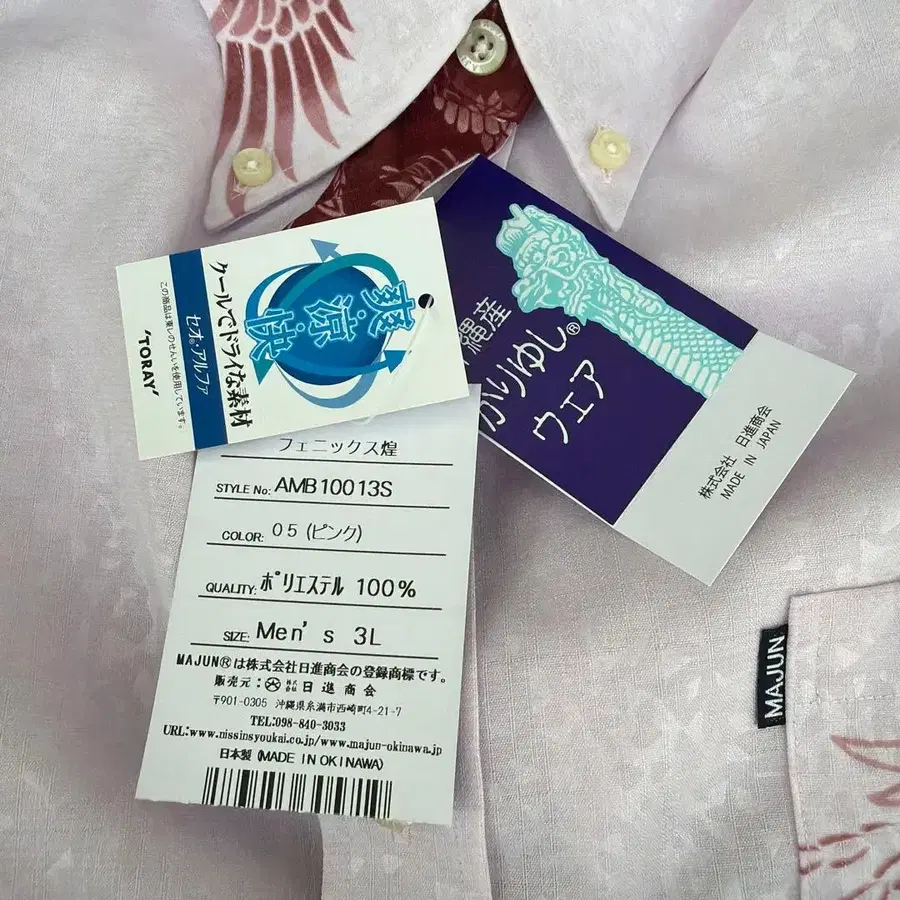 爽
涼
快
クールでドライな素材
セオ®・アルファ
この商品は東レのせんいを使用しています。
'TORAY'
縄産
かりゆし®
ウェア
株式会社 日進商会
MADE IN JAPAN
フェニックス煌
STYLE No: AMB10013S
COLOR: 05 (ピンク)
QUALITY: ポリエステル 100%
SIZE: Men's 3L
MAJUN®は株式会社日進商会の登録商標です。
販売元: 株式会社 日進商会
〒901-0305 沖縄県糸満市西崎町4-21-7
TEL:098-840-3033
URL:www.nissinsyoukai.co.jp/www.majun-okinawa.jp
日本製 (MADE IN OKINAWA)
MAJUN